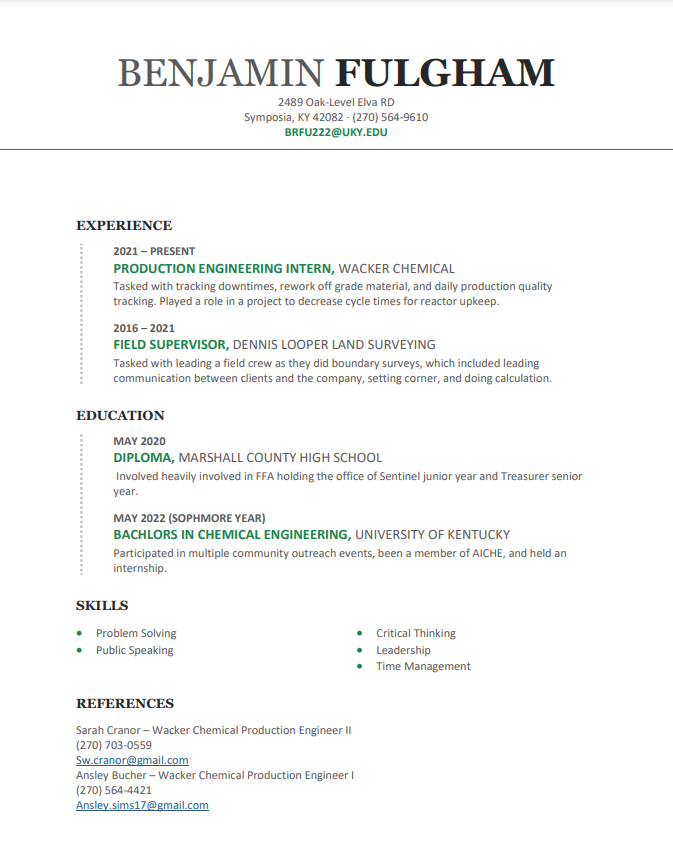 BENJAMIN FULGHAM
2489 Oak-Level Elva RD
Symposia, KY 42082 · (270) 564-9610
BRFU222@UKY.EDU
EXPERIENCE
2021 – PRESENT
PRODUCTION ENGINEERING INTERN, WACKER CHEMICAL
Tasked with tracking downtimes, rework off grade material, and daily production quality
tracking. Played a role in a project to decrease cycle times for reactor upkeep.
2016 – 2021
FIELD SUPERVISOR, DENNIS LOOPER LAND SURVEYING
Tasked with leading a field crew as they did boundary surveys, which included leading
communication between clients and the company, setting corner, and doing calculation.
EDUCATION
MAY 2020
DIPLOMA, MARSHALL COUNTY HIGH SCHOOL
Involved heavily involved in FFA holding the office of Sentinel junior year and Treasurer senior
year.
MAY 2022 (SOPHMORE YEAR)
BACHLORS IN CHEMICAL ENGINEERING, UNIVERSITY OF KENTUCKY
Participated in multiple community outreach events, been a member of AICHE, and held an
internship.
SKILLS
• Problem Solving
• Public Speaking
• Critical Thinking
• Leadership
• Time Management
REFERENCES
Sarah Cranor – Wacker Chemical Production Engineer II
(270) 703-0559
Sw.cranor@gmail.com
Ansley Bucher – Wacker Chemical Production Engineer I
(270) 564-4421
Ansley.sims17@gmail.com